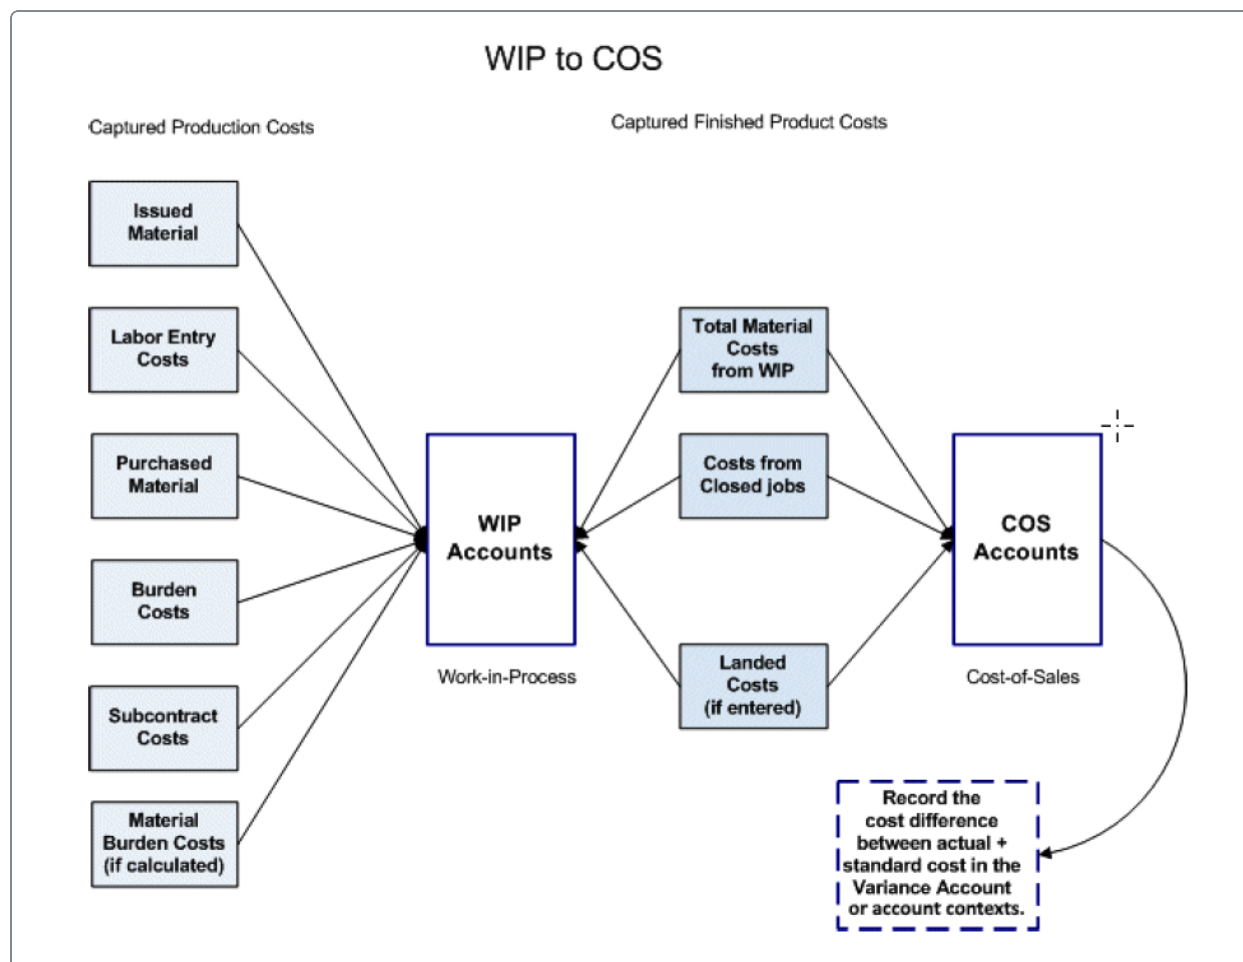 WIP to COS
Captured Production Costs
Captured Finished Product Costs
Issued
Material
Labor Entry
Costs
Purchased
Material
Burden
Costs
Subcontract
Costs
Material
Burden Costs
(if calculated)
WIP
Accounts
Work-in-Process
Total Material
Costs
from WIP
Costs from
Closed jobs
Landed
Costs
(if entered)
COS
Accounts
Cost-of-Sales
Record the
cost difference
between actual +
standard cost in the
Variance Account
or account contexts.